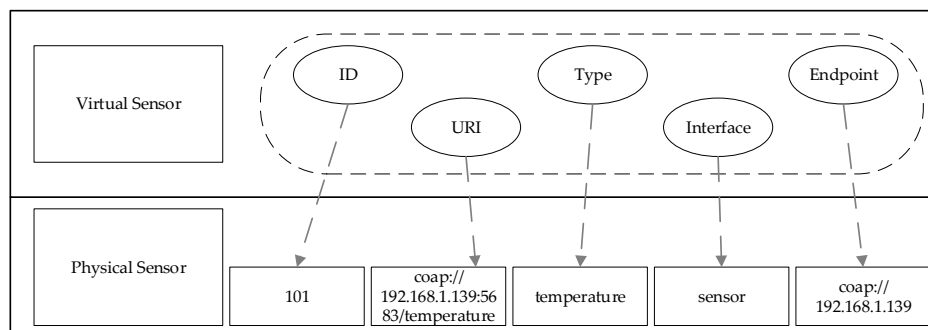 ID
Type
Endpoint
Virtual Sensor
URI
Interface
Physical Sensor
101
coap://
192.168.1.139:56
83/temperature
temperature
sensor
coap://
192.168.1.139